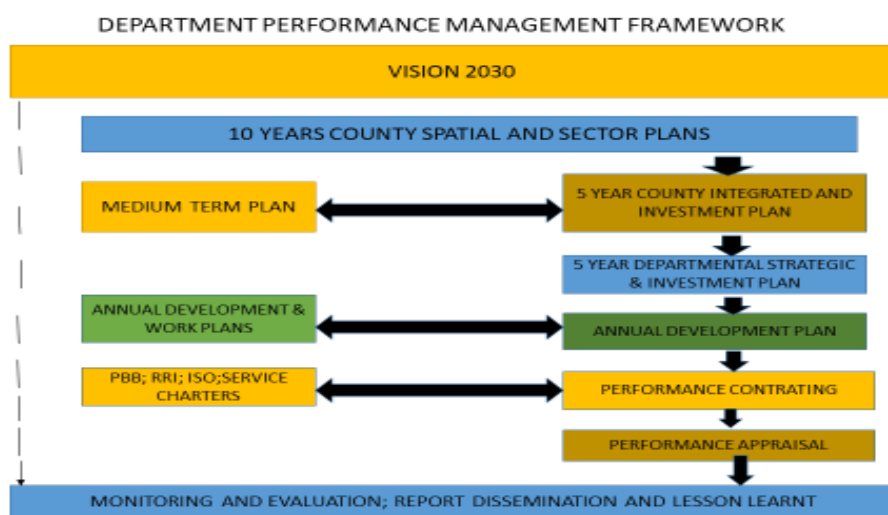 DEPARTMENT PERFORMANCE MANAGEMENT FRAMEWORK
VISION 2030
10 YEARS COUNTY SPATIAL AND SECTOR PLANS
MEDIUM TERM PLAN
5 YEAR COUNTY INTEGRATED AND
INVESTMENT PLAN
5 YEAR DEPARTMENTAL STRATEGIC
& INVESTMENT PLAN
ANNUAL DEVELOPMENT &
WORK PLANS
ANNUAL DEVELOPMENT PLAN
PBB; RRI; ISO;SERVICE
CHARTERS
PERFORMANCE CONTRATING
PERFORMANCE APPRAISAL
MONITORING AND EVALUATION; REPORT DISSEMINATION AND LESSON LEARNT